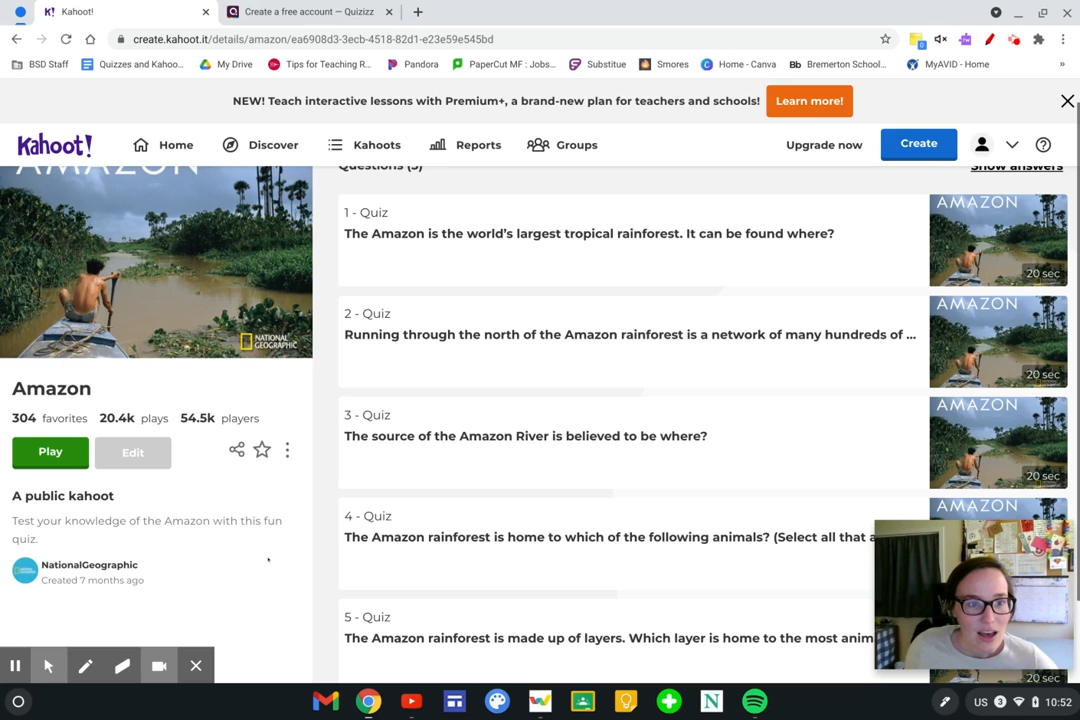 Kahoot!
Create a free account — Quizizz
create.kahoot.it/details/amazon/ea6908d3-3ecb-4518-82d1-e23e59e545bd
BSD Staff
Quizzes and Kahoo...
My Drive
Tips for Teaching R...
Pandora
PaperCut MF : Jobs...
Substitue
Smores
Home - Canva
Bb Bremerton School...
MyAVID - Home
»
NEW! Teach interactive lessons with Premium+, a brand-new plan for teachers and schools!
Learn more!
Kahoot!
Home
Discover
Kahoots
Reports
Groups
Upgrade now
Create
AMAZON
NATIONAL
GEOGRAPHIC
Amazon
304 favorites 20.4k plays 54.5k players
Play
Edit
A public kahoot
Test your knowledge of the Amazon with this fun
quiz.
NationalGeographic
Created 7 months ago
Questions (5)
Show answers
1 - Quiz
The Amazon is the world’s largest tropical rainforest. It can be found where?
AMAZON
20 sec
2 - Quiz
Running through the north of the Amazon rainforest is a network of many hundreds of ...
AMAZON
20 sec
3 - Quiz
The source of the Amazon River is believed to be where?
AMAZON
20 sec
4 - Quiz
The Amazon rainforest is home to which of the following animals? (Select all that a
AMAZON
5 - Quiz
The Amazon rainforest is made up of layers. Which layer is home to the most anim
20 sec
US 3 10:52